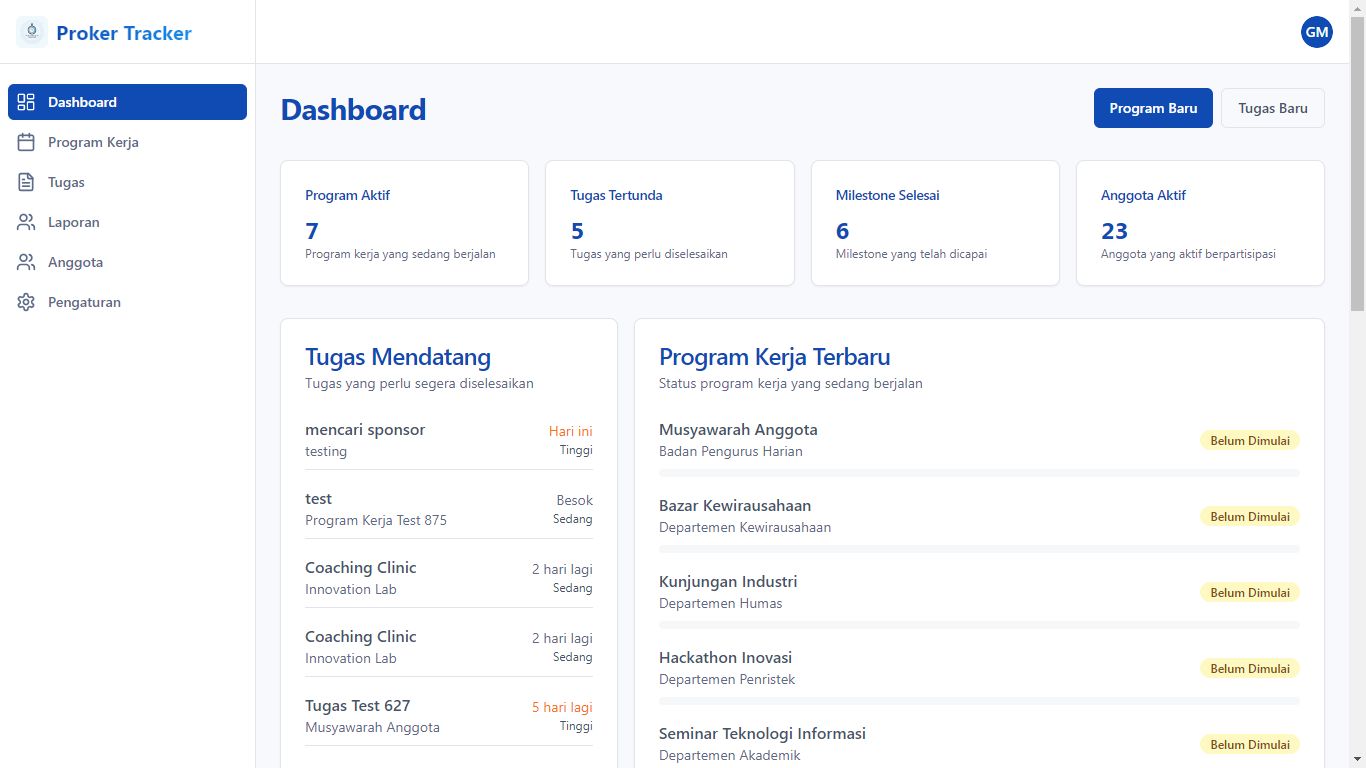 Proker Tracker
GM
Dashboard
Program Kerja
Tugas
Laporan
Anggota
Pengaturan
Dashboard
Program Baru
Tugas Baru
Program Aktif
7
Program kerja yang sedang berjalan
Tugas Tertunda
5
Tugas yang perlu diselesaikan
Milestone Selesai
6
Milestone yang telah dicapai
Anggota Aktif
23
Anggota yang aktif berpartisipasi
Tugas Mendatang
Tugas yang perlu segera diselesaikan
mencari sponsor
Hari ini
testing
Tinggi
test
Besok
Program Kerja Test 875
Sedang
Coaching Clinic
2 hari lagi
Innovation Lab
Sedang
Coaching Clinic
2 hari lagi
Innovation Lab
Sedang
Tugas Test 627
5 hari lagi
Musyawarah Anggota
Tinggi
Program Kerja Terbaru
Status program kerja yang sedang berjalan
Musyawarah Anggota
Badan Pengurus Harian
Belum Dimulai
Bazar Kewirausahaan
Departemen Kewirausahaan
Belum Dimulai
Kunjungan Industri
Departemen Humas
Belum Dimulai
Hackathon Inovasi
Departemen Penristek
Belum Dimulai
Seminar Teknologi Informasi
Departemen Akademik
Belum Dimulai